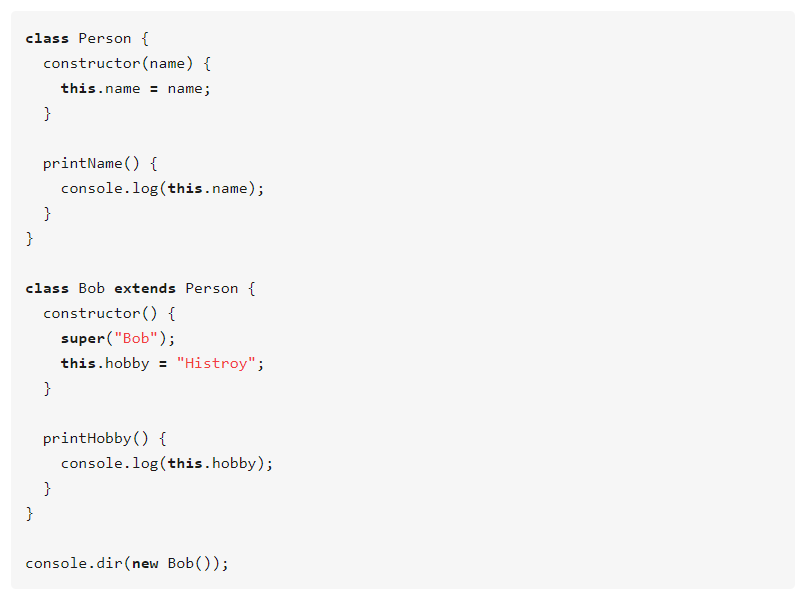 class Person {
  constructor(name) {
    this.name = name;
  }

  printName() {
    console.log(this.name);
  }
}

class Bob extends Person {
  constructor() {
    super("Bob");
    this.hobby = "Histroy";
  }

  printHobby() {
    console.log(this.hobby);
  }
}

console.dir(new Bob());